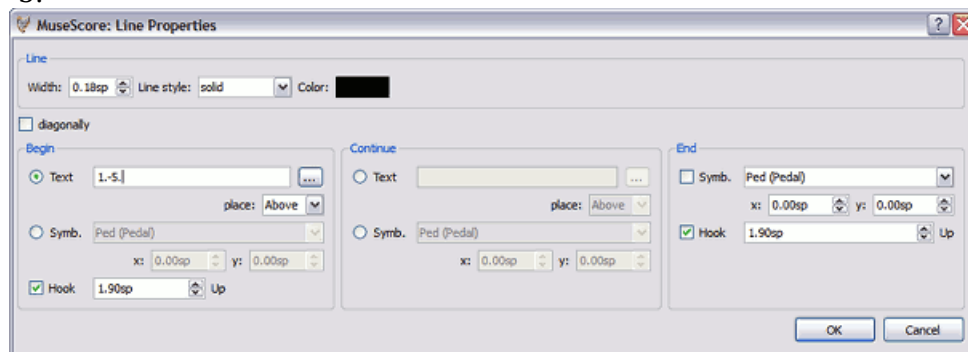 MuseScore: Line Properties
Line
Width: 0.18sp Line style: solid Color:
diagonally
Begin
Text 1.-5.
...
place: Above
Symb. Ped (Pedal)
x: 0.00sp y: 0.00sp
Hook 1.90sp Up
Continue
Text
...
place: Above
Symb. Ped (Pedal)
x: 0.00sp y: 0.00sp
End
Symb. Ped (Pedal)
x: 0.00sp y: 0.00sp
Hook 1.90sp Up
OK Cancel